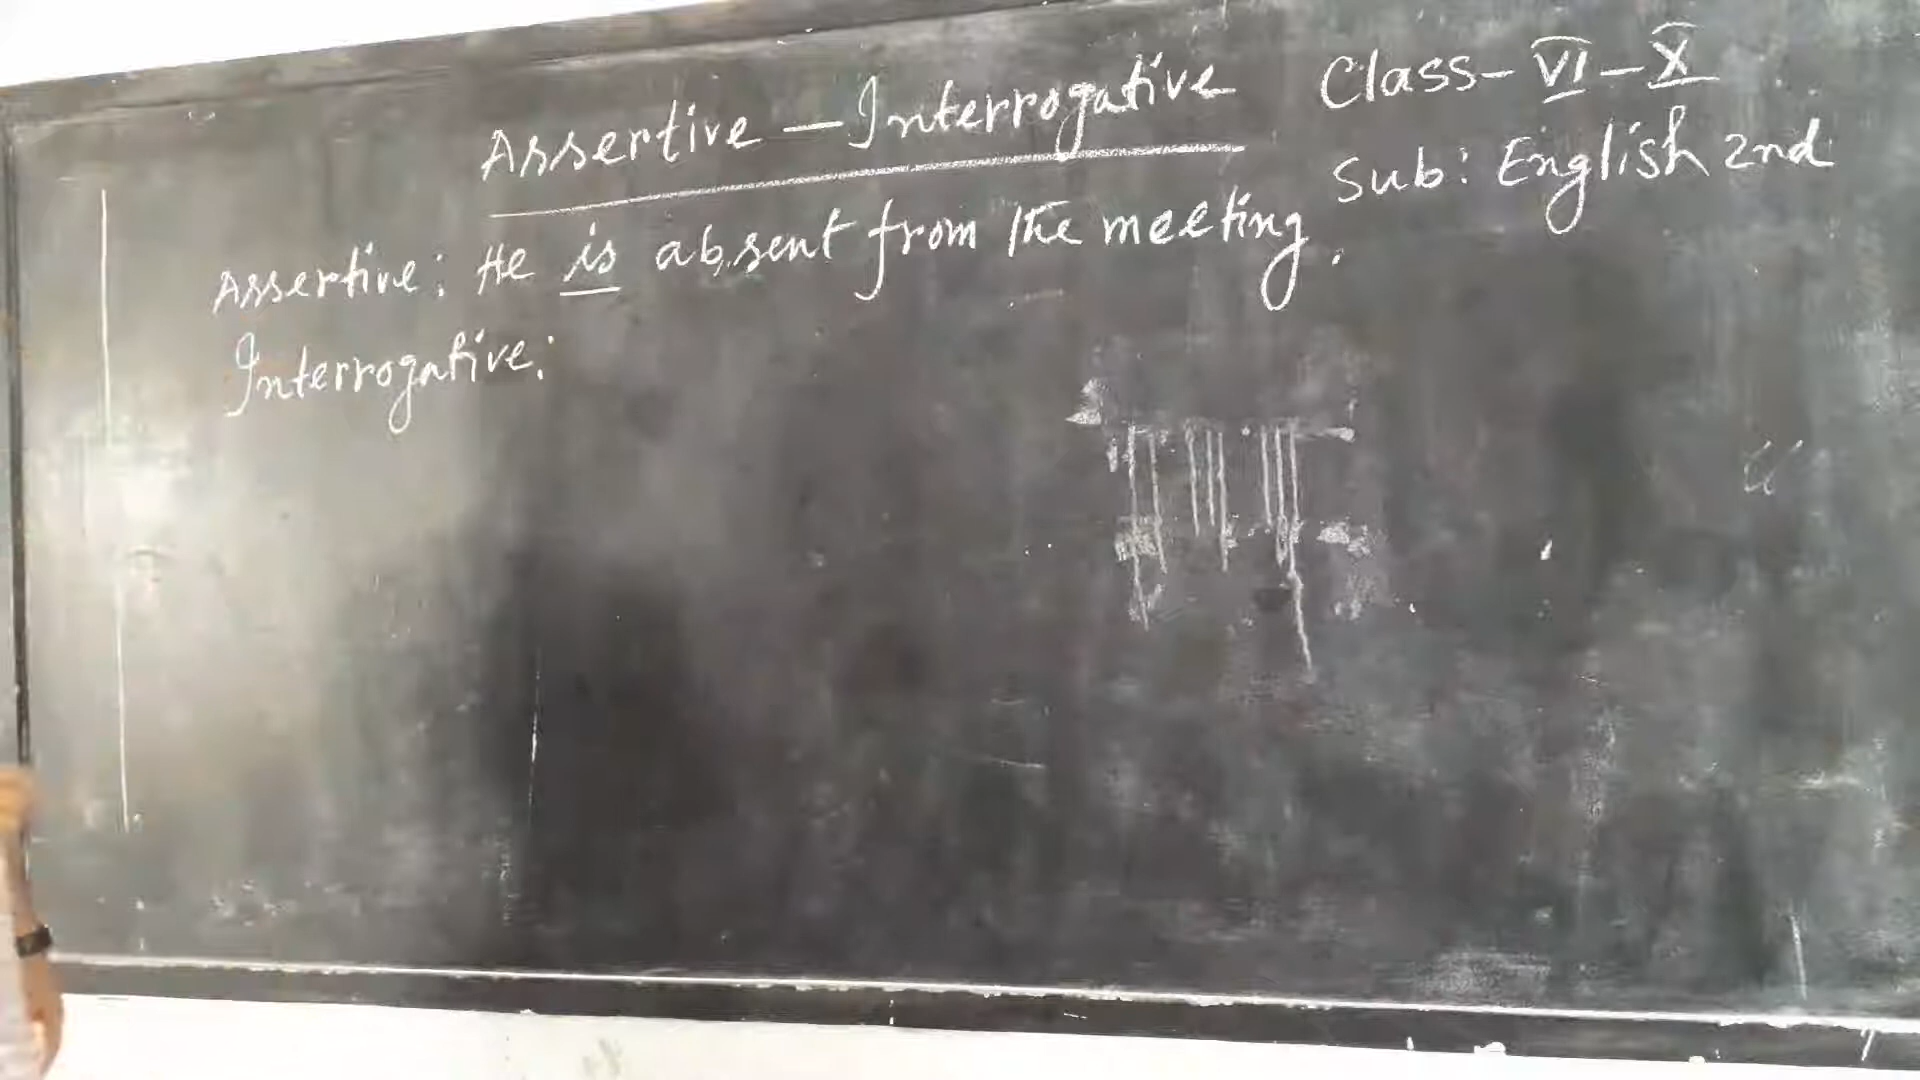 Assertive – Interrogative
Class - VI - X
Sub: English 2nd
Assertive: He is absent from the meeting.
Interrogative: